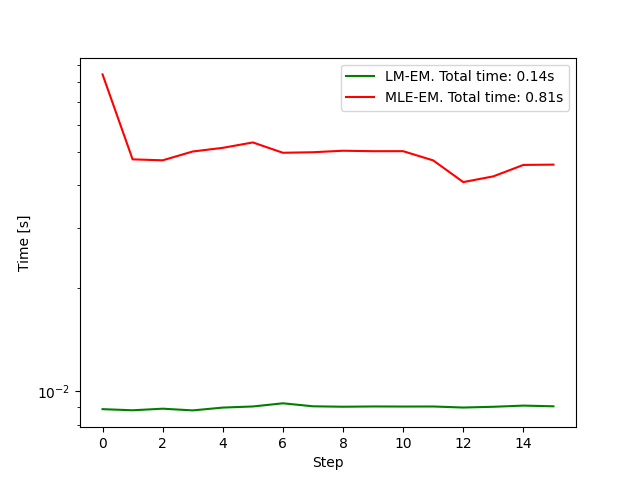 LM-EM. Total time: 0.14s
MLE-EM. Total time: 0.81s
Time [s]
10⁻²
0 2 4 6 8 10 12 14
Step